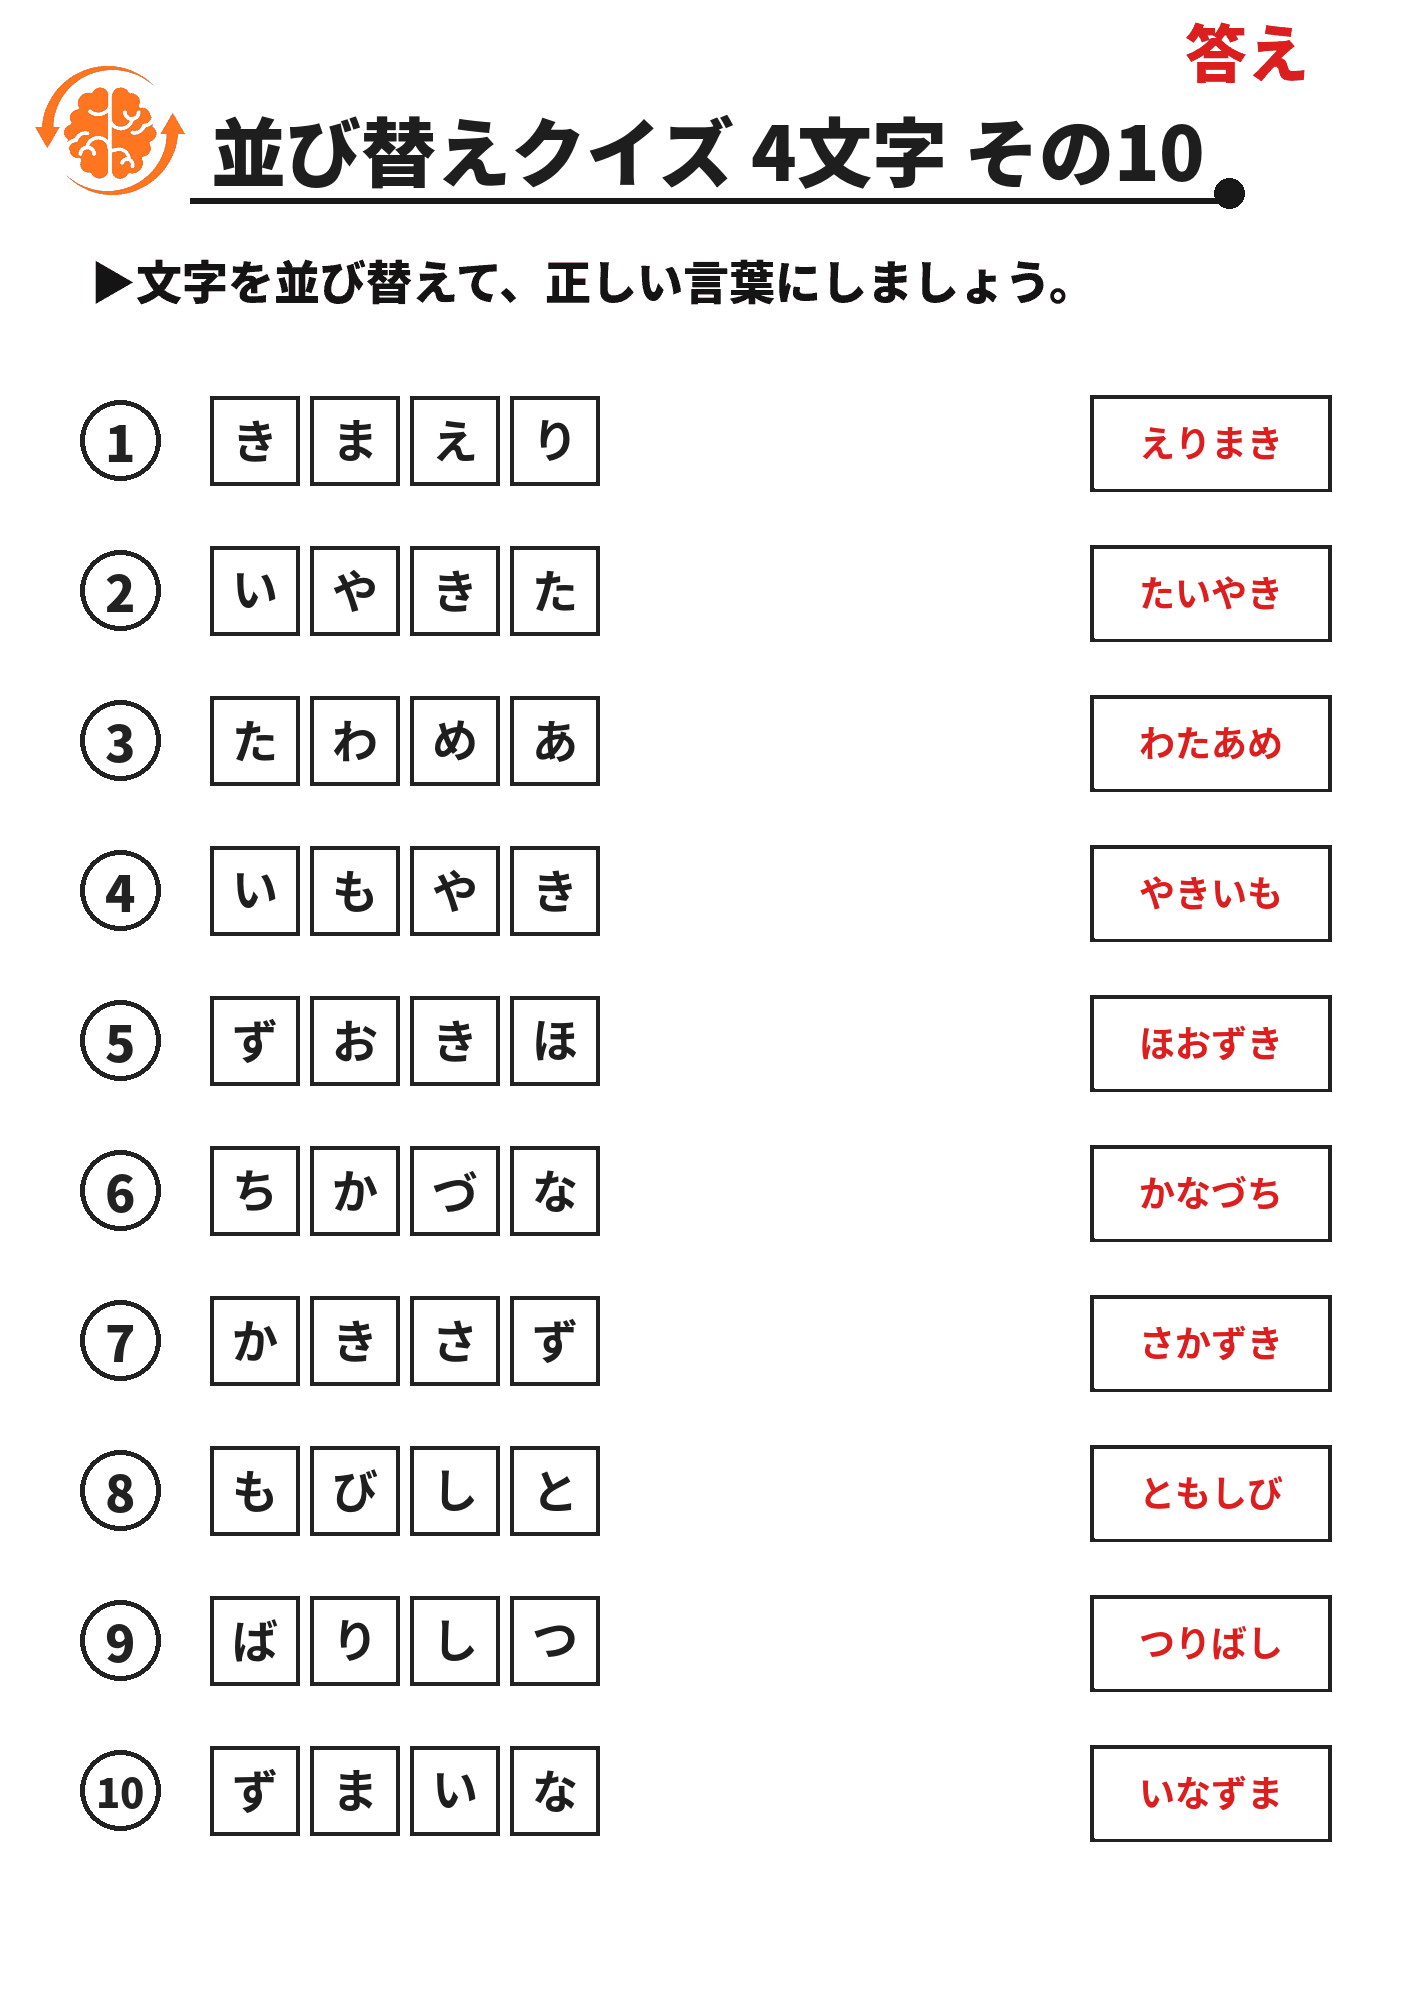 答え
並び替えクイズ 4文字 その10
▶文字を並び替えて、正しい言葉にしましょう。
1 き ま え り えりまき
2 い や き た たいやき
3 た わ め あ わたあめ
4 い も や き やきいも
5 ず お き ほ ほおずき
6 ち か づ な かなづち
7 か き さ ず さかずき
8 も び し と ともしび
9 ば り し つ つりばし
10 ず ま い な いなずま